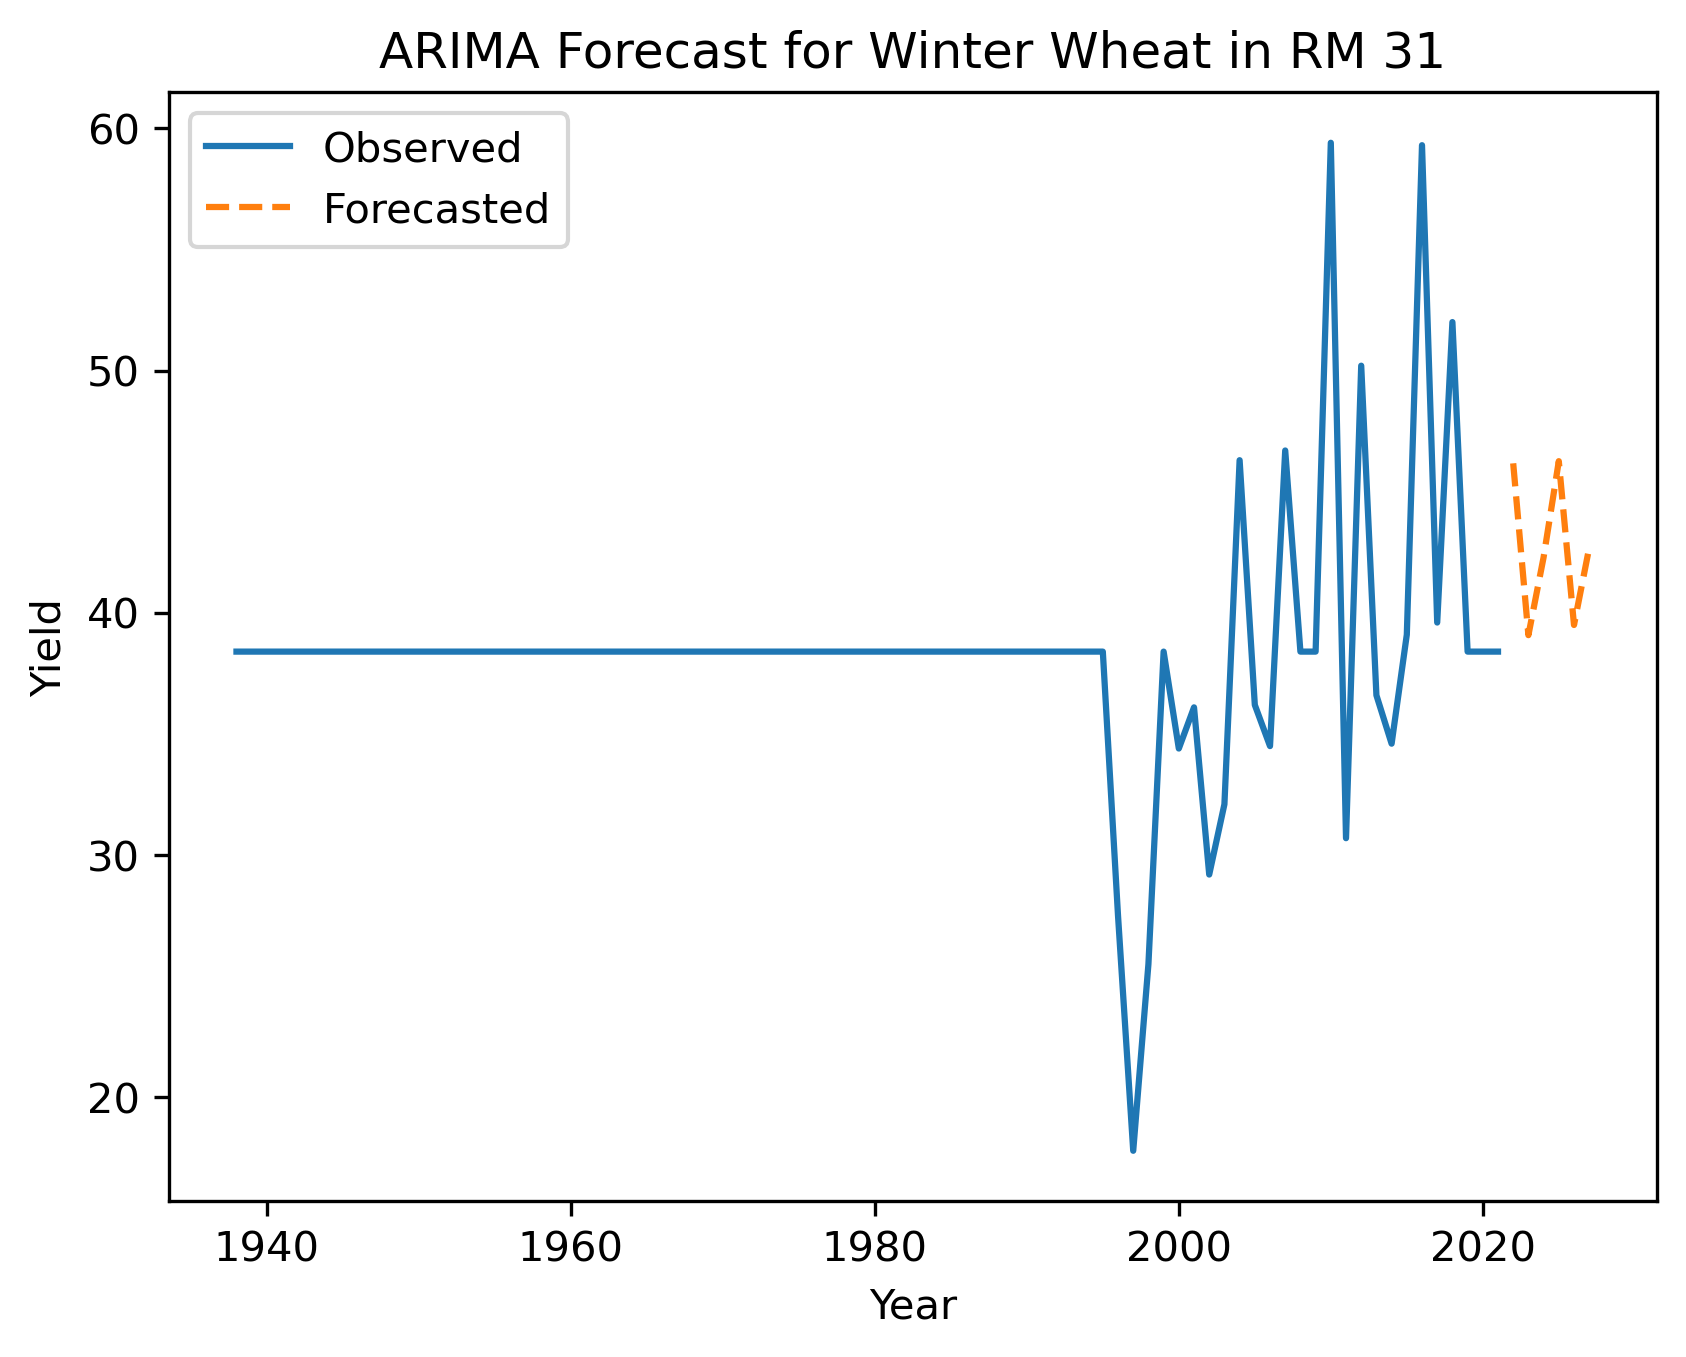 ARIMA Forecast for Winter Wheat in RM 31
Observed
Forecasted
60
50
40
30
20
Yield
1940 1960 1980 2000 2020
Year